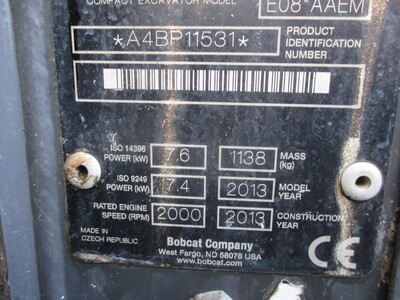 COMPACT EXCAVATOR MODEL E08*AAEM
*A4BP11531* PRODUCT IDENTIFICATION NUMBER
ISO 14396 POWER (kW) 7.6 1138 MASS (kg)
ISO 9249 POWER (kW) 7.4 2013 MODEL YEAR
RATED ENGINE SPEED (RPM) 2000 2013 CONSTRUCTION YEAR
MADE IN CZECH REPUBLIC
Bobcat Company
West Fargo, ND 58078 USA
www.bobcat.com
CE